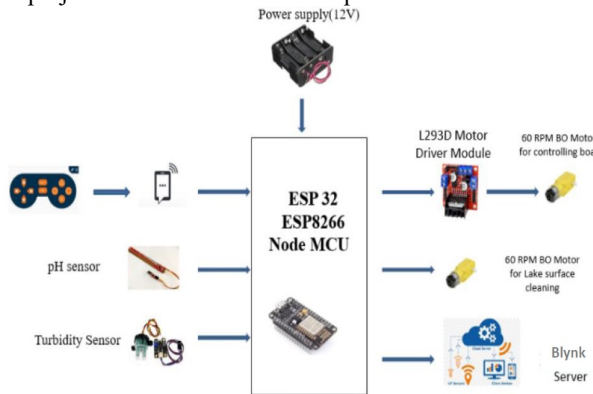 Power supply(12V)
L293D Motor
Driver Module
60 RPM BO Motor
for controlling boa
ESP 32
ESP8266
Node MCU
pH sensor
60 RPM BO Motor
for Lake surface
cleaning
Turbidity Sensor
Blynk
Server